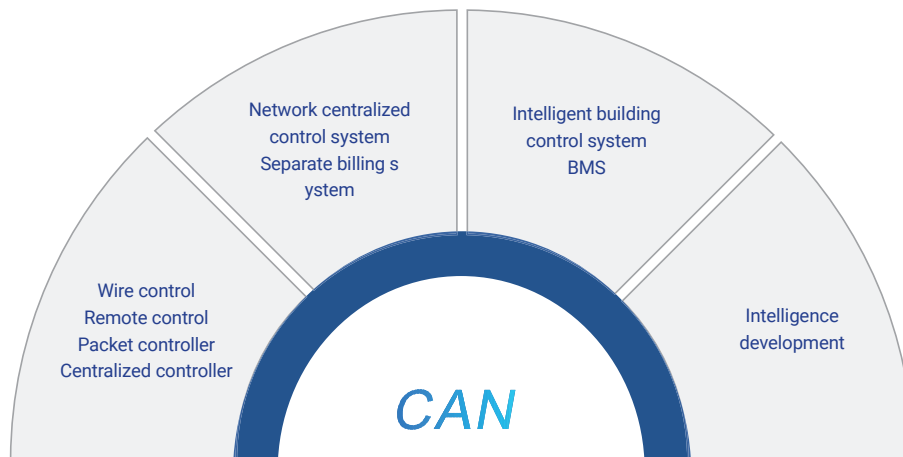 Network centralized
control system
Separate billing s
ystem
Intelligent building
control system
BMS
Wire control
Remote control
Packet controller
Centralized controller
Intelligence
development
CAN